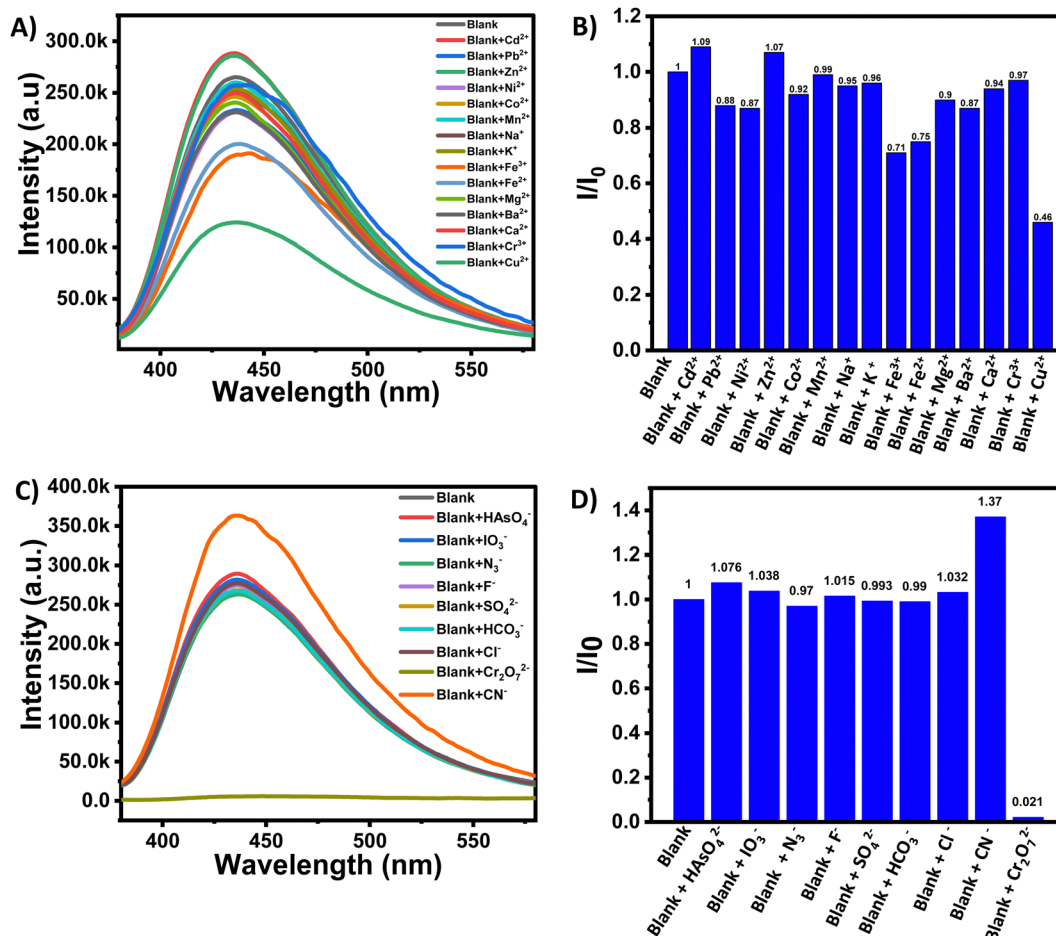 A)
Intensity (a.u)
300.0k
250.0k
200.0k
150.0k
100.0k
50.0k
400
450
500
550
Wavelength (nm)
Blank
Blank+Cd²⁺
Blank+Pb²⁺
Blank+Zn²⁺
Blank+Ni²⁺
Blank+Co²⁺
Blank+Mn²⁺
Blank+Na⁺
Blank+K⁺
Blank+Fe³⁺
Blank+Fe²⁺
Blank+Mg²⁺
Blank+Ba²⁺
Blank+Ca²⁺
Blank+Cr³⁺
Blank+Cu²⁺
B)
I/I₀
1.2
1.0
0.8
0.6
0.4
0.2
0.0
1
1.09
0.88
0.87
1.07
0.92
0.99
0.95
0.96
0.71
0.75
0.9
0.87
0.94
0.97
0.46
Blank
Blank + Cd²⁺
Blank + Pb²⁺
Blank + Ni²⁺
Blank + Zn²⁺
Blank + Co²⁺
Blank + Mn²⁺
Blank + Na⁺
Blank + K⁺
Blank + Fe³⁺
Blank + Fe²⁺
Blank + Mg²⁺
Blank + Ba²⁺
Blank + Ca²⁺
Blank + Cr³⁺
Blank + Cu²⁺
C)
Intensity (a.u.)
400.0k
350.0k
300.0k
250.0k
200.0k
150.0k
100.0k
50.0k
0.0
400
450
500
550
Wavelength (nm)
Blank
Blank+HAsO₄⁻
Blank+IO₃⁻
Blank+N₃⁻
Blank+F⁻
Blank+SO₄²⁻
Blank+HCO₃⁻
Blank+Cl⁻
Blank+Cr₂O₇²⁻
Blank+CN⁻
D)
I/I0
1.4
1.2
1.0
0.8
0.6
0.4
0.2
0.0
1
1.076
1.038
0.97
1.015
0.993
0.99
1.032
1.37
0.021
Blank
Blank + HAsO₄²⁻
Blank + IO₃⁻
Blank + N₃⁻
Blank + F⁻
Blank + SO₄²⁻
Blank + HCO₃⁻
Blank + Cl⁻
Blank + CN⁻
Blank + Cr₂O₇²⁻